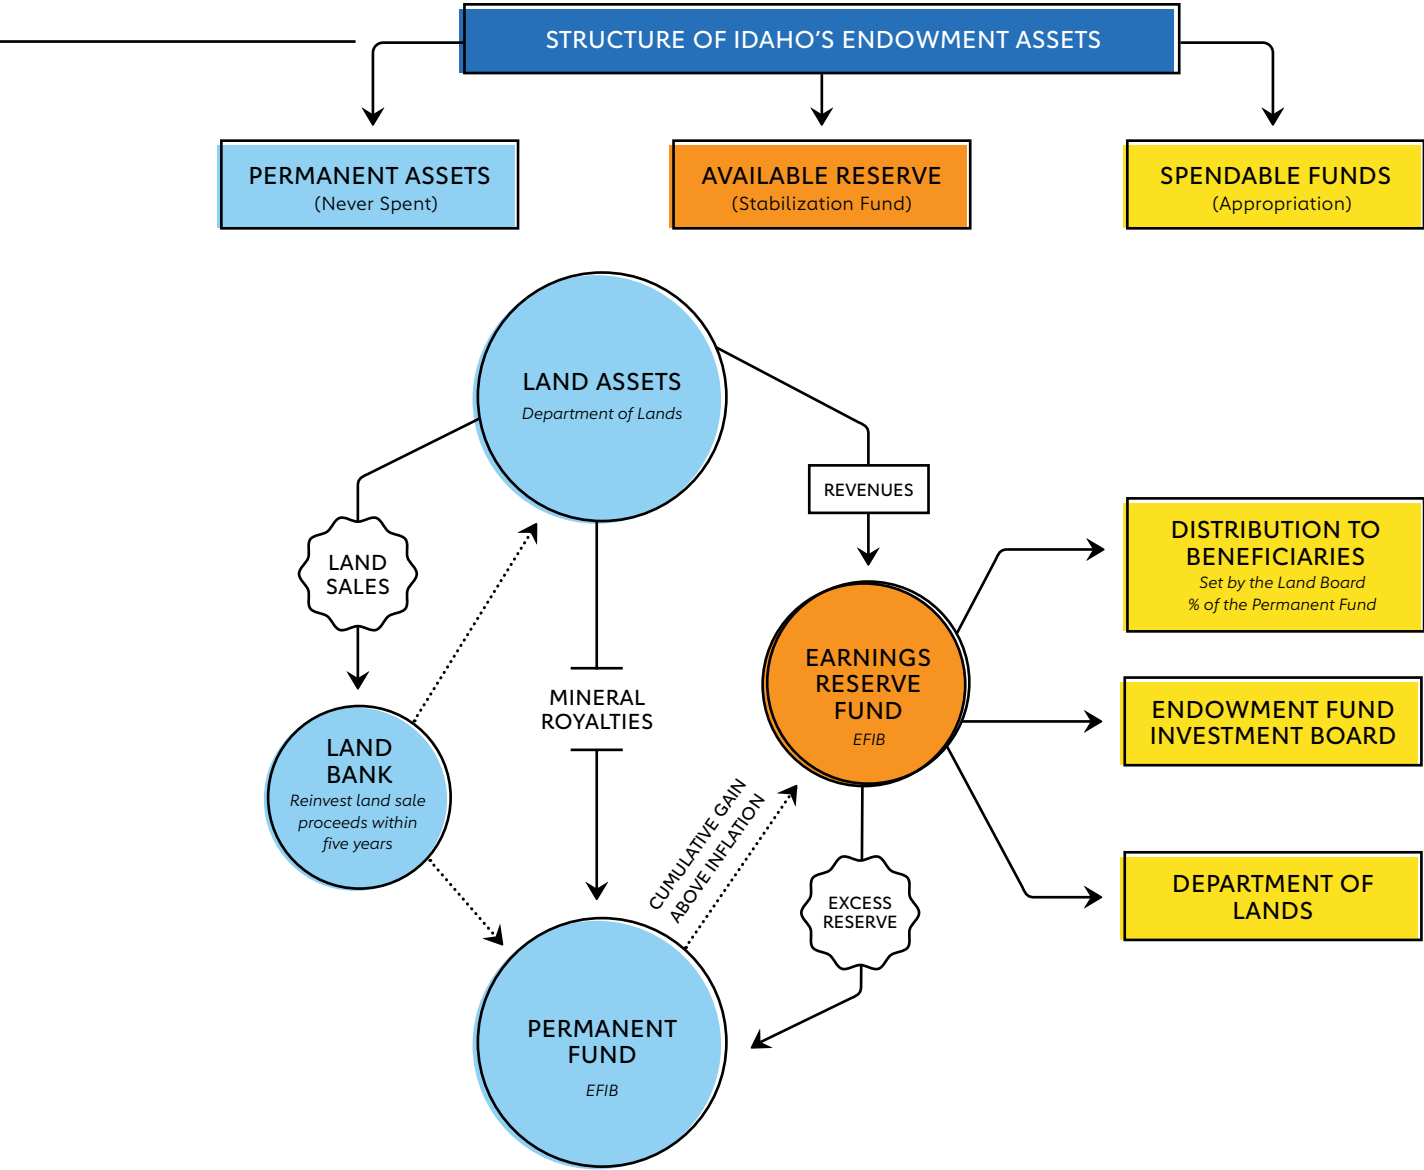 STRUCTURE OF IDAHO'S ENDOWMENT ASSETS
PERMANENT ASSETS
(Never Spent)
AVAILABLE RESERVE
(Stabilization Fund)
SPENDABLE FUNDS
(Appropriation)
LAND ASSETS
Department of Lands
REVENUES
LAND
SALES
DISTRIBUTION TO
BENEFICIARIES
Set by the Land Board
% of the Permanent Fund
EARNINGS
RESERVE
FUND
EFIB
MINERAL
ROYALTIES
ENDOWMENT FUND
INVESTMENT BOARD
LAND
BANK
Reinvest land sale
proceeds within
five years
CUMULATIVE GAIN
ABOVE INFLATION
EXCESS
RESERVE
DEPARTMENT OF
LANDS
PERMANENT
FUND
EFIB